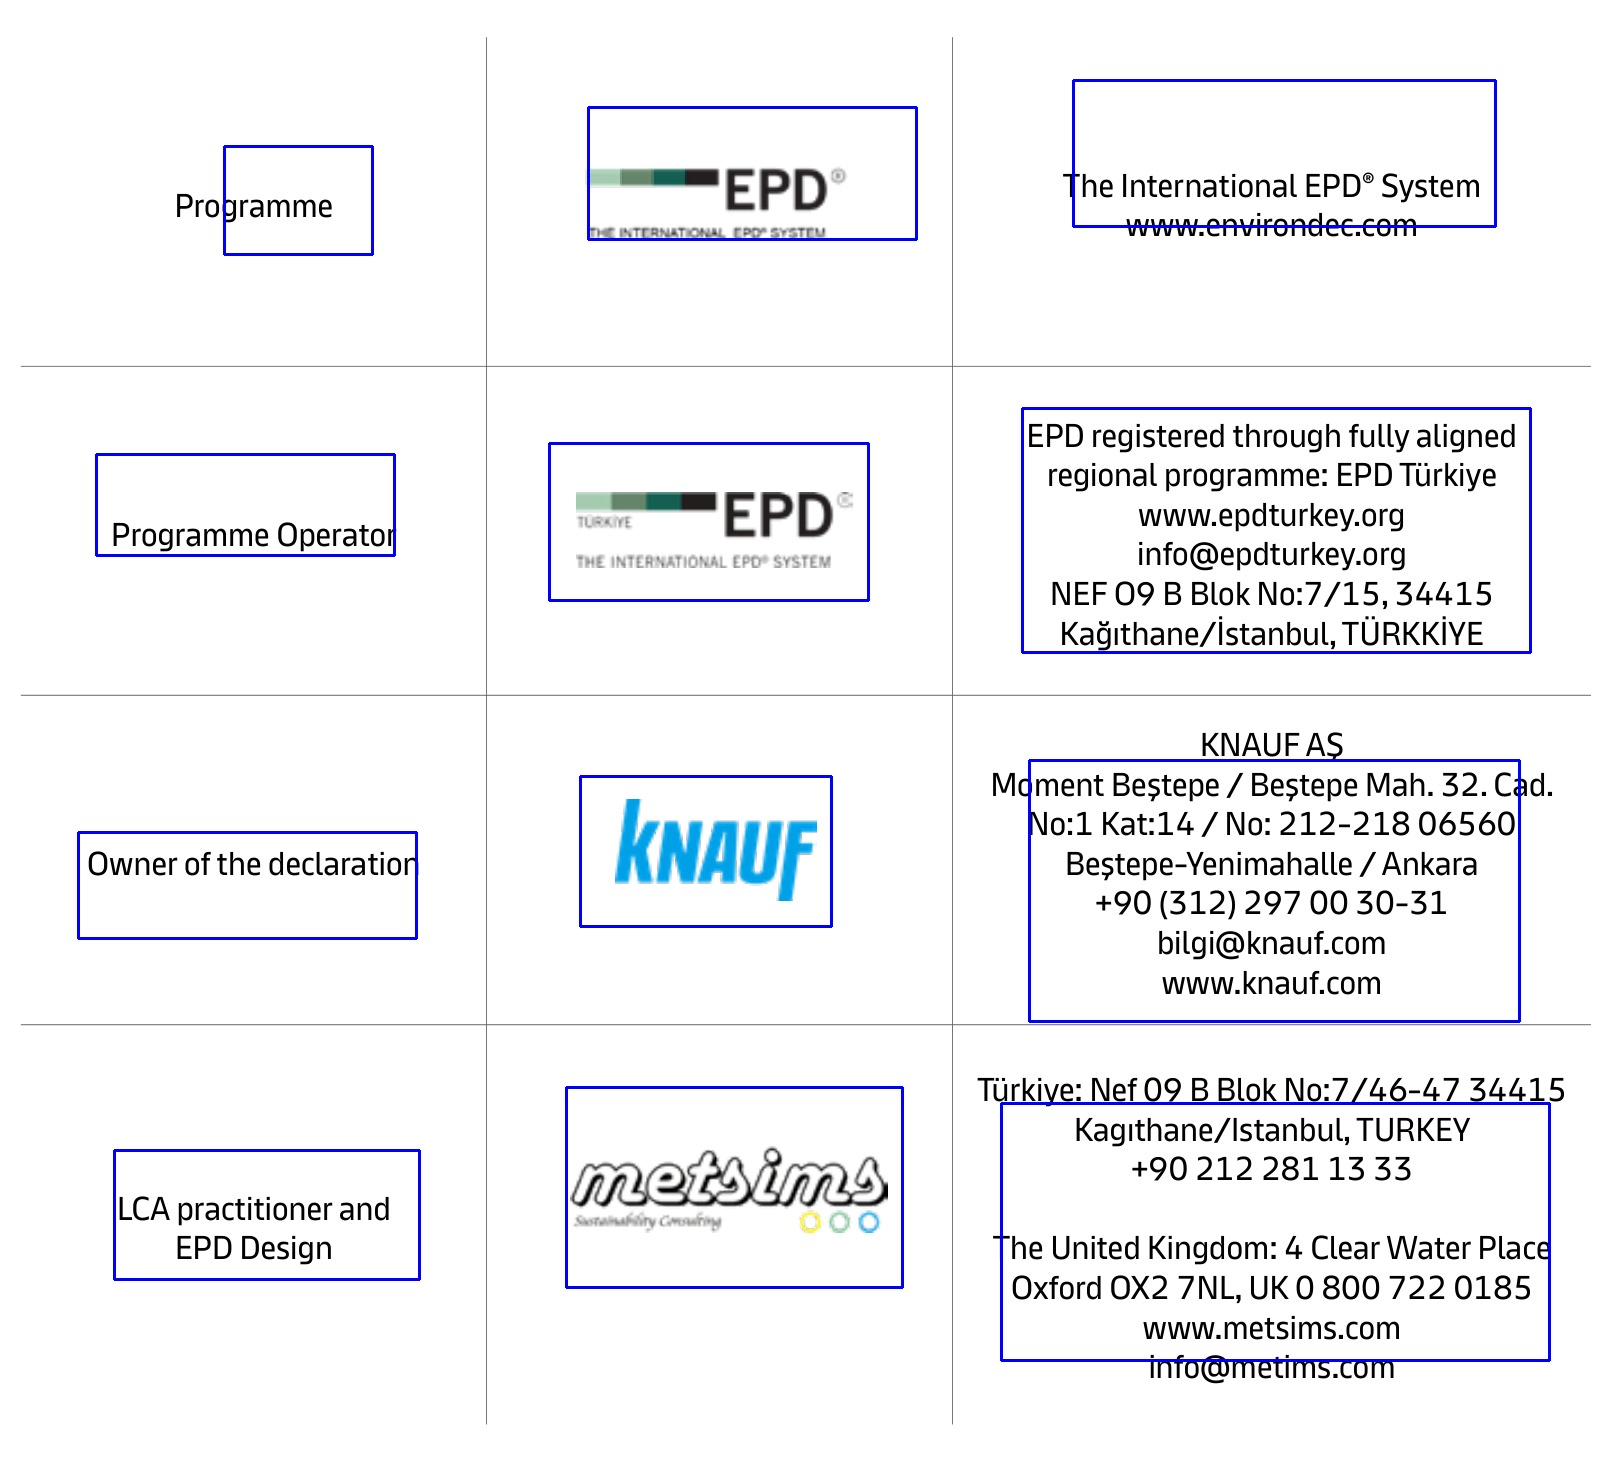 Programme
EPD®
THE INTERNATIONAL EPD® SYSTEM
The International EPD® System
www.environdec.com
Programme Operator
EPD®
TÜRKİYE
THE INTERNATIONAL EPD® SYSTEM
EPD registered through fully aligned
regional programme: EPD Türkiye
www.epdturkey.org
info@epdturkey.org
NEF O9 B Blok No:7/15, 34415
Kağıthane/İstanbul, TÜRKKİYE
Owner of the declaration
KNAUF
KNAUF AŞ
Moment Beştepe / Beştepe Mah. 32. Cad.
No:1 Kat:14 / No: 212-218 06560
Beştepe-Yenimahalle / Ankara
+90 (312) 297 00 30-31
bilgi@knauf.com
www.knauf.com
LCA practitioner and
EPD Design
metsims
Sustainability Consulting
Türkiye: Nef 09 B Blok No:7/46-47 34415
Kagıthane/Istanbul, TURKEY
+90 212 281 13 33
The United Kingdom: 4 Clear Water Place
Oxford OX2 7NL, UK 0 800 722 0185
www.metsims.com
info@metims.com